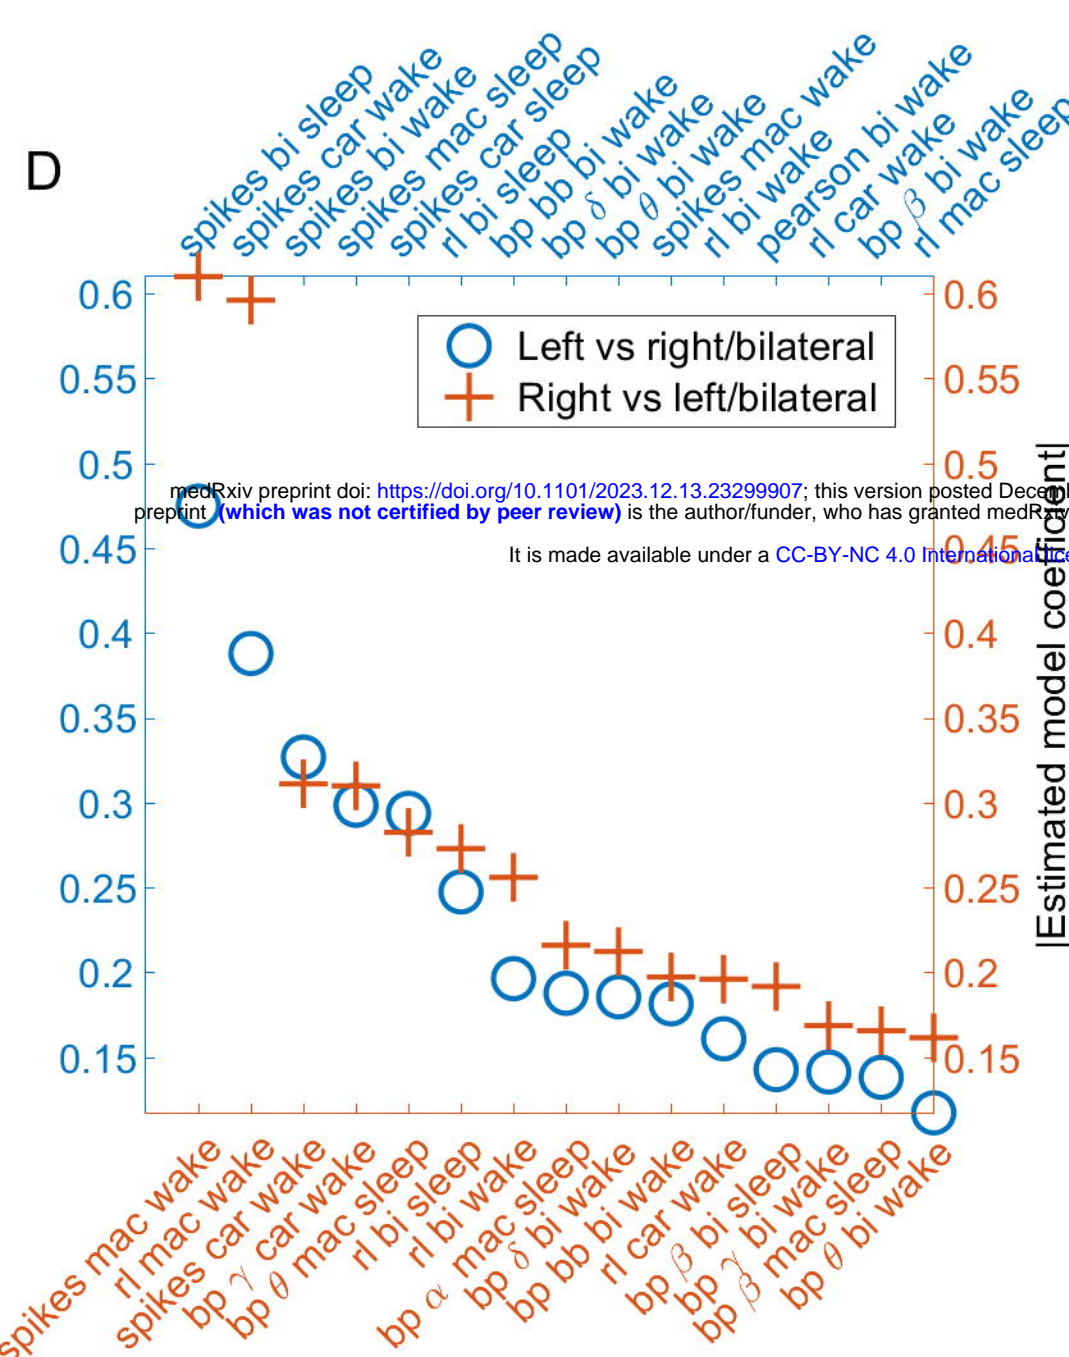 D
spikes bi sleep
spikes car wake
spikes bi wake
spikes mac sleep
spikes car sleep
rl bi sleep
bp bb bi wake
bp δ bi wake
bp θ bi wake
spikes mac wake
rl bi wake
pearson bi wake
rl car wake
bp β bi wake
rl mac sleep
0.6 0.6
Left vs right/bilateral
0.55 0.55
Right vs left/bilateral
0.5 0.5
medRxiv preprint doi: https://doi.org/10.1101/2023.12.13.23299907; this version posted Decem
preprint (which was not certified by peer review) is the author/funder, who has granted medRxiv
0.45 0.45
It is made available under a CC-BY-NC 4.0 International lice
0.4 0.4
0.35 0.35
0.3 0.3
0.25 0.25
0.2 0.2
0.15 0.15
|Estimated model coefficient|
spikes mac wake
rl mac wake
spikes car wake
bp γ car wake
bp θ mac sleep
rl bi sleep
rl bi wake
bp α mac sleep
bp δ bi wake
bp bb bi wake
rl car wake
bp β bi sleep
bp γ bi wake
bp β mac sleep
bp θ bi wake